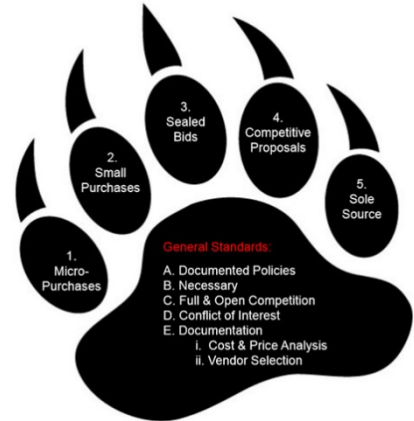 1.
Micro-
Purchases
2.
Small
Purchases
3.
Sealed
Bids
4.
Competitive
Proposals
5.
Sole
Source
General Standards:
A. Documented Policies
B. Necessary
C. Full & Open Competition
D. Conflict of Interest
E. Documentation
i. Cost & Price Analysis
ii. Vendor Selection